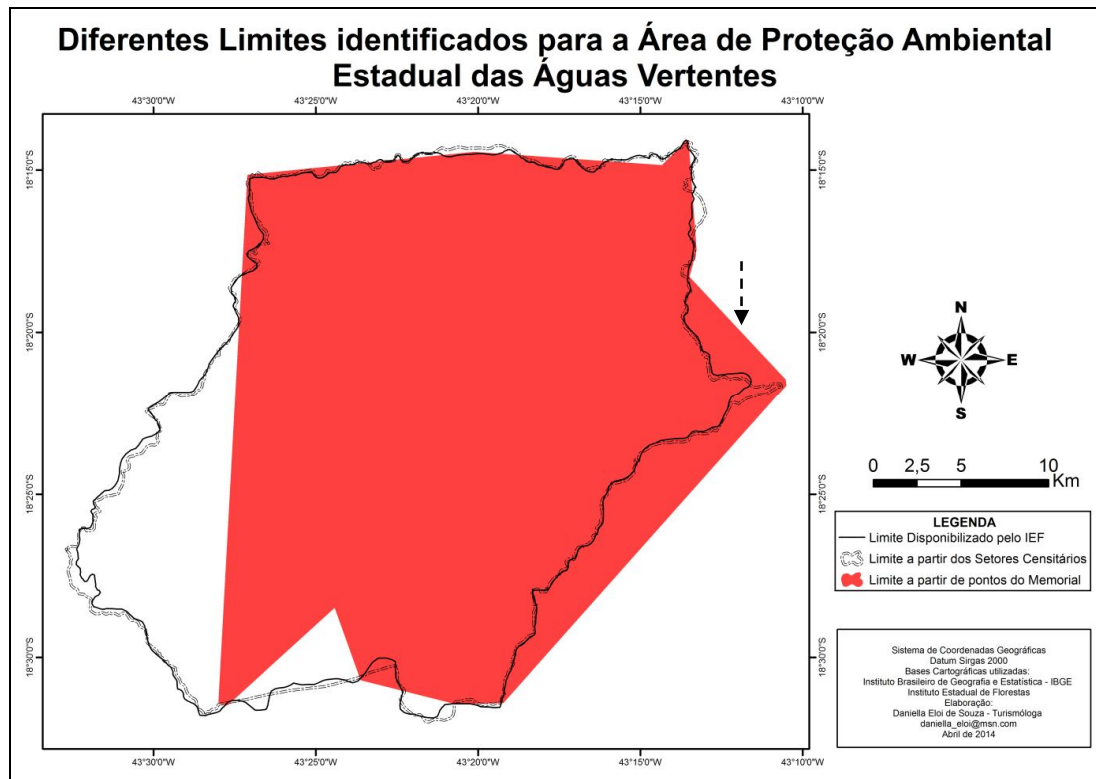 Diferentes Limites identificados para a Área de Proteção Ambiental
Estadual das Águas Vertentes
43°30'0"W 43°25'0"W 43°20'0"W 43°15'0"W 43°10'0"W
18°15'0"S 18°15'0"S
18°20'0"S 18°20'0"S
18°25'0"S 18°25'0"S
18°30'0"S 18°30'0"S
43°30'0"W 43°25'0"W 43°20'0"W 43°15'0"W 43°10'0"W
N
W E
S
0 2,5 5 10
Km
LEGENDA
Limite Disponibilizado pelo IEF
Limite a partir dos Setores Censitários
Limite a partir de pontos do Memorial
Sistema de Coordenadas Geográficas
Datum Sirgas 2000
Bases Cartográficas utilizadas:
Instituto Brasileiro de Geografia e Estatística - IBGE
Instituto Estadual de Florestas
Elaboração:
Daniella Eloi de Souza - Turismóloga
daniella_eloi@msn.com
Abril de 2014